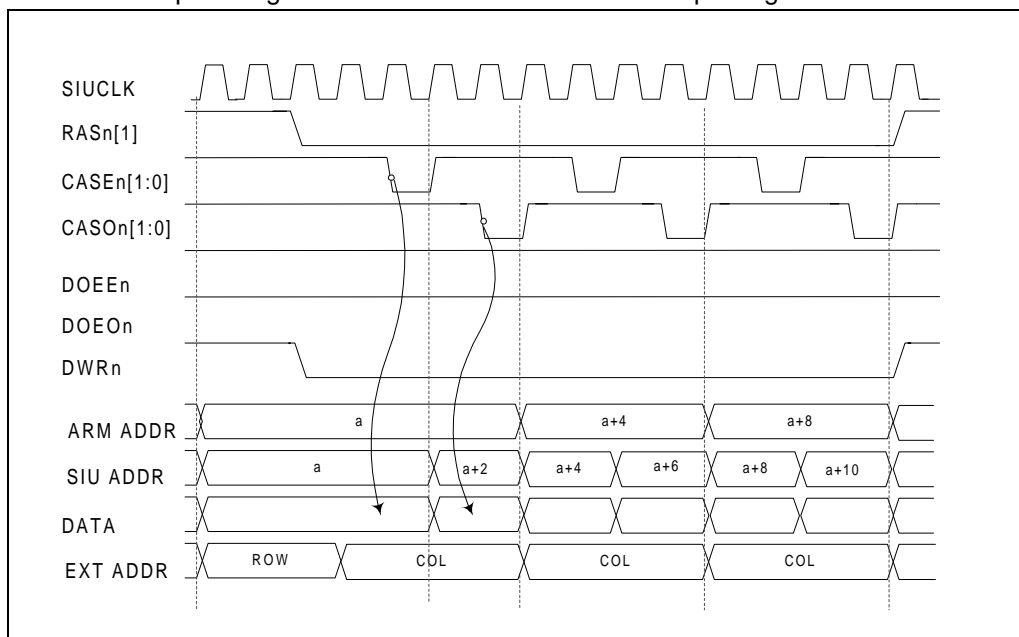 SIUCLK
RASn[1]
CASEn[1:0]
CASOn[1:0]
DOEEn
DOEOn
DWRn
ARM ADDR a a+4 a+8
SIU ADDR a a+2 a+4 a+6 a+8 a+10
DATA
EXT ADDR ROW COL COL COL